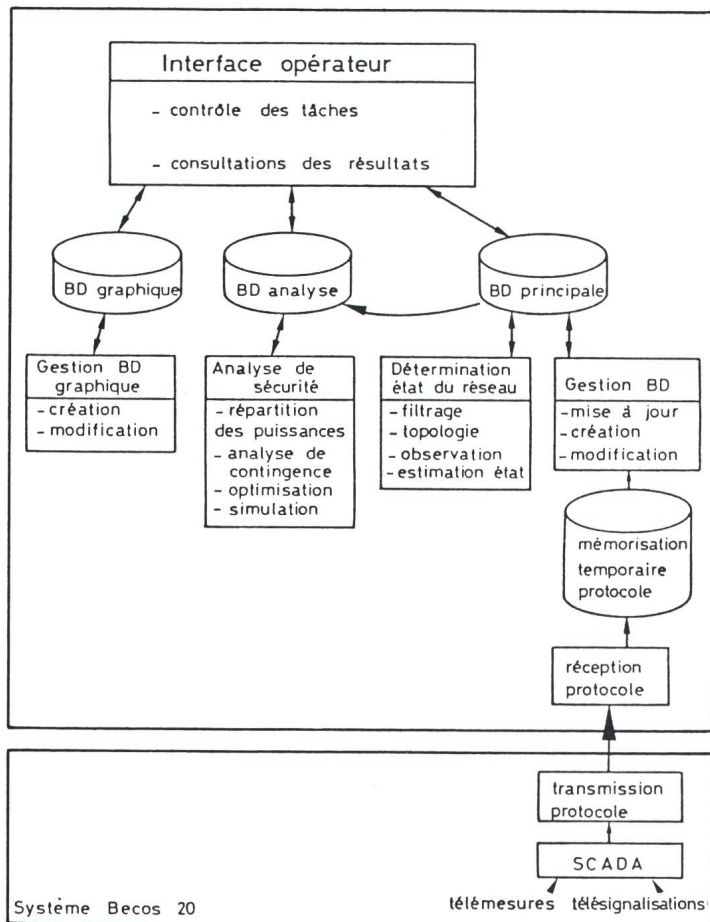 Interface opérateur
- contrôle des tâches
- consultations des résultats
BD graphique
BD analyse
BD principale
Gestion BD
graphique
- création
- modification
Analyse de
sécurité
- répartition
des puissances
- analyse de
contingence
- optimisation
- simulation
Détermination
état du réseau
- filtrage
- topologie
- observation
- estimation état
Gestion BD
- mise à jour
- création
- modification
mémorisation
temporaire
protocole
réception
protocole
transmission
protocole
SCADA
télémesures télésignalisations
Système Becos 20